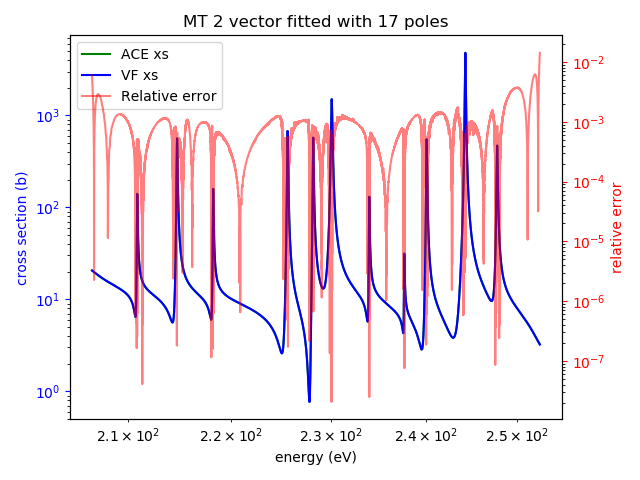 MT 2 vector fitted with 17 poles
ACE xs
VF xs
Relative error
cross section (b)
10³
10²
10¹
10⁰
10⁻²
10⁻³
10⁻⁴
10⁻⁵
10⁻⁶
10⁻⁷
relative error
2.1 × 10² 2.2 × 10² 2.3 × 10² 2.4 × 10² 2.5 × 10²
energy (eV)